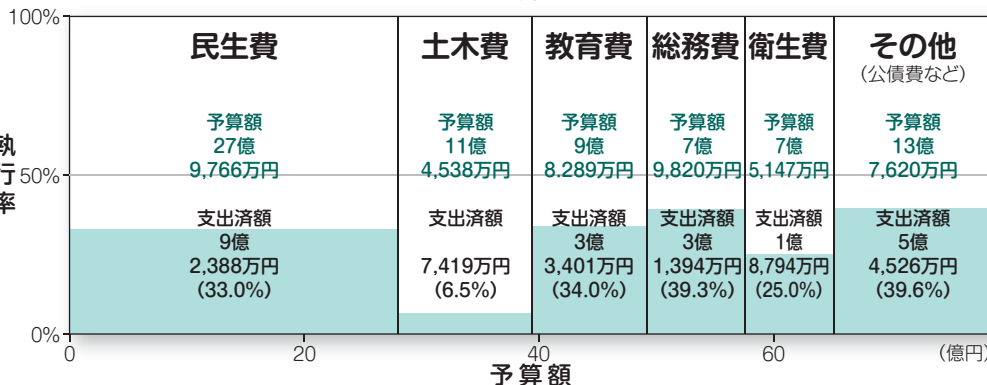 100%
民生費
土木費
教育費
総務費
衛生費
その他
(公債費など)
予算額
27億
9,766万円
予算額
11億
4,538万円
予算額
9億
8.289万円
予算額
7億
9,820万円
予算額
7億
5,147万円
予算額
13億
7,620万円
執行率
50%
支出済額
9億
2,388万円
(33.0%)
支出済額
7,419万円
(6.5%)
支出済額
3億
3,401万円
(34.0%)
支出済額
3億
1,394万円
(39.3%)
支出済額
1億
8,794万円
(25.0%)
支出済額
5億
4,526万円
(39.6%)
0%
0
20
40
60
(億円)
予算額